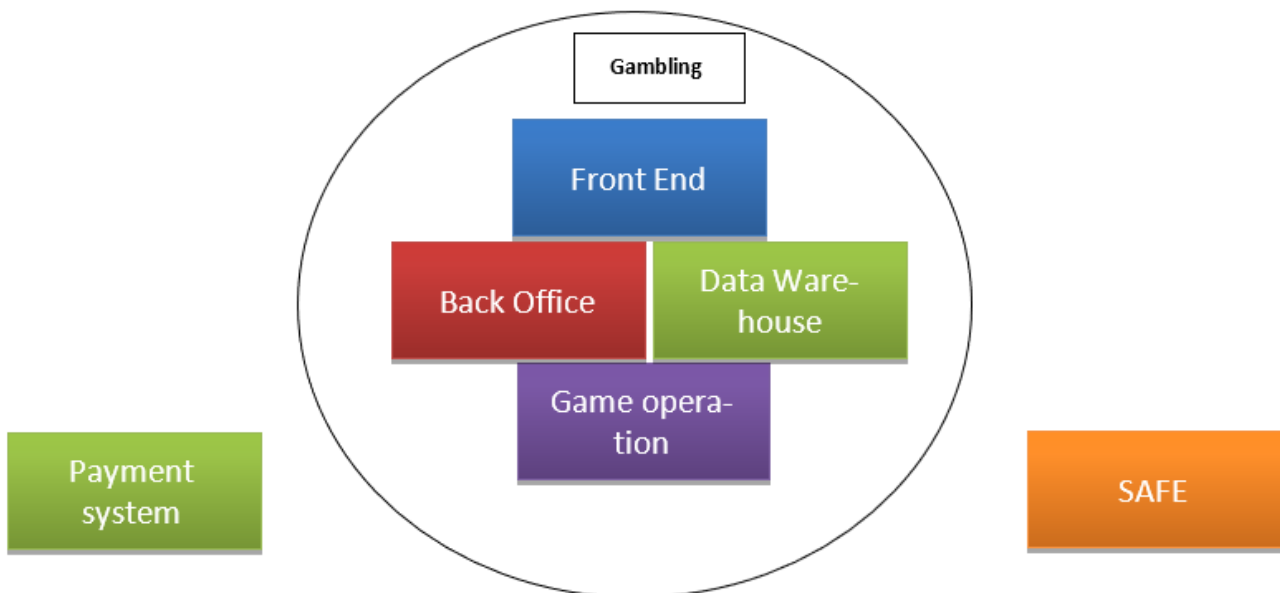 Gambling
Front End
Back Office
Data Ware-
house
Game opera-
tion
Payment
system
SAFE